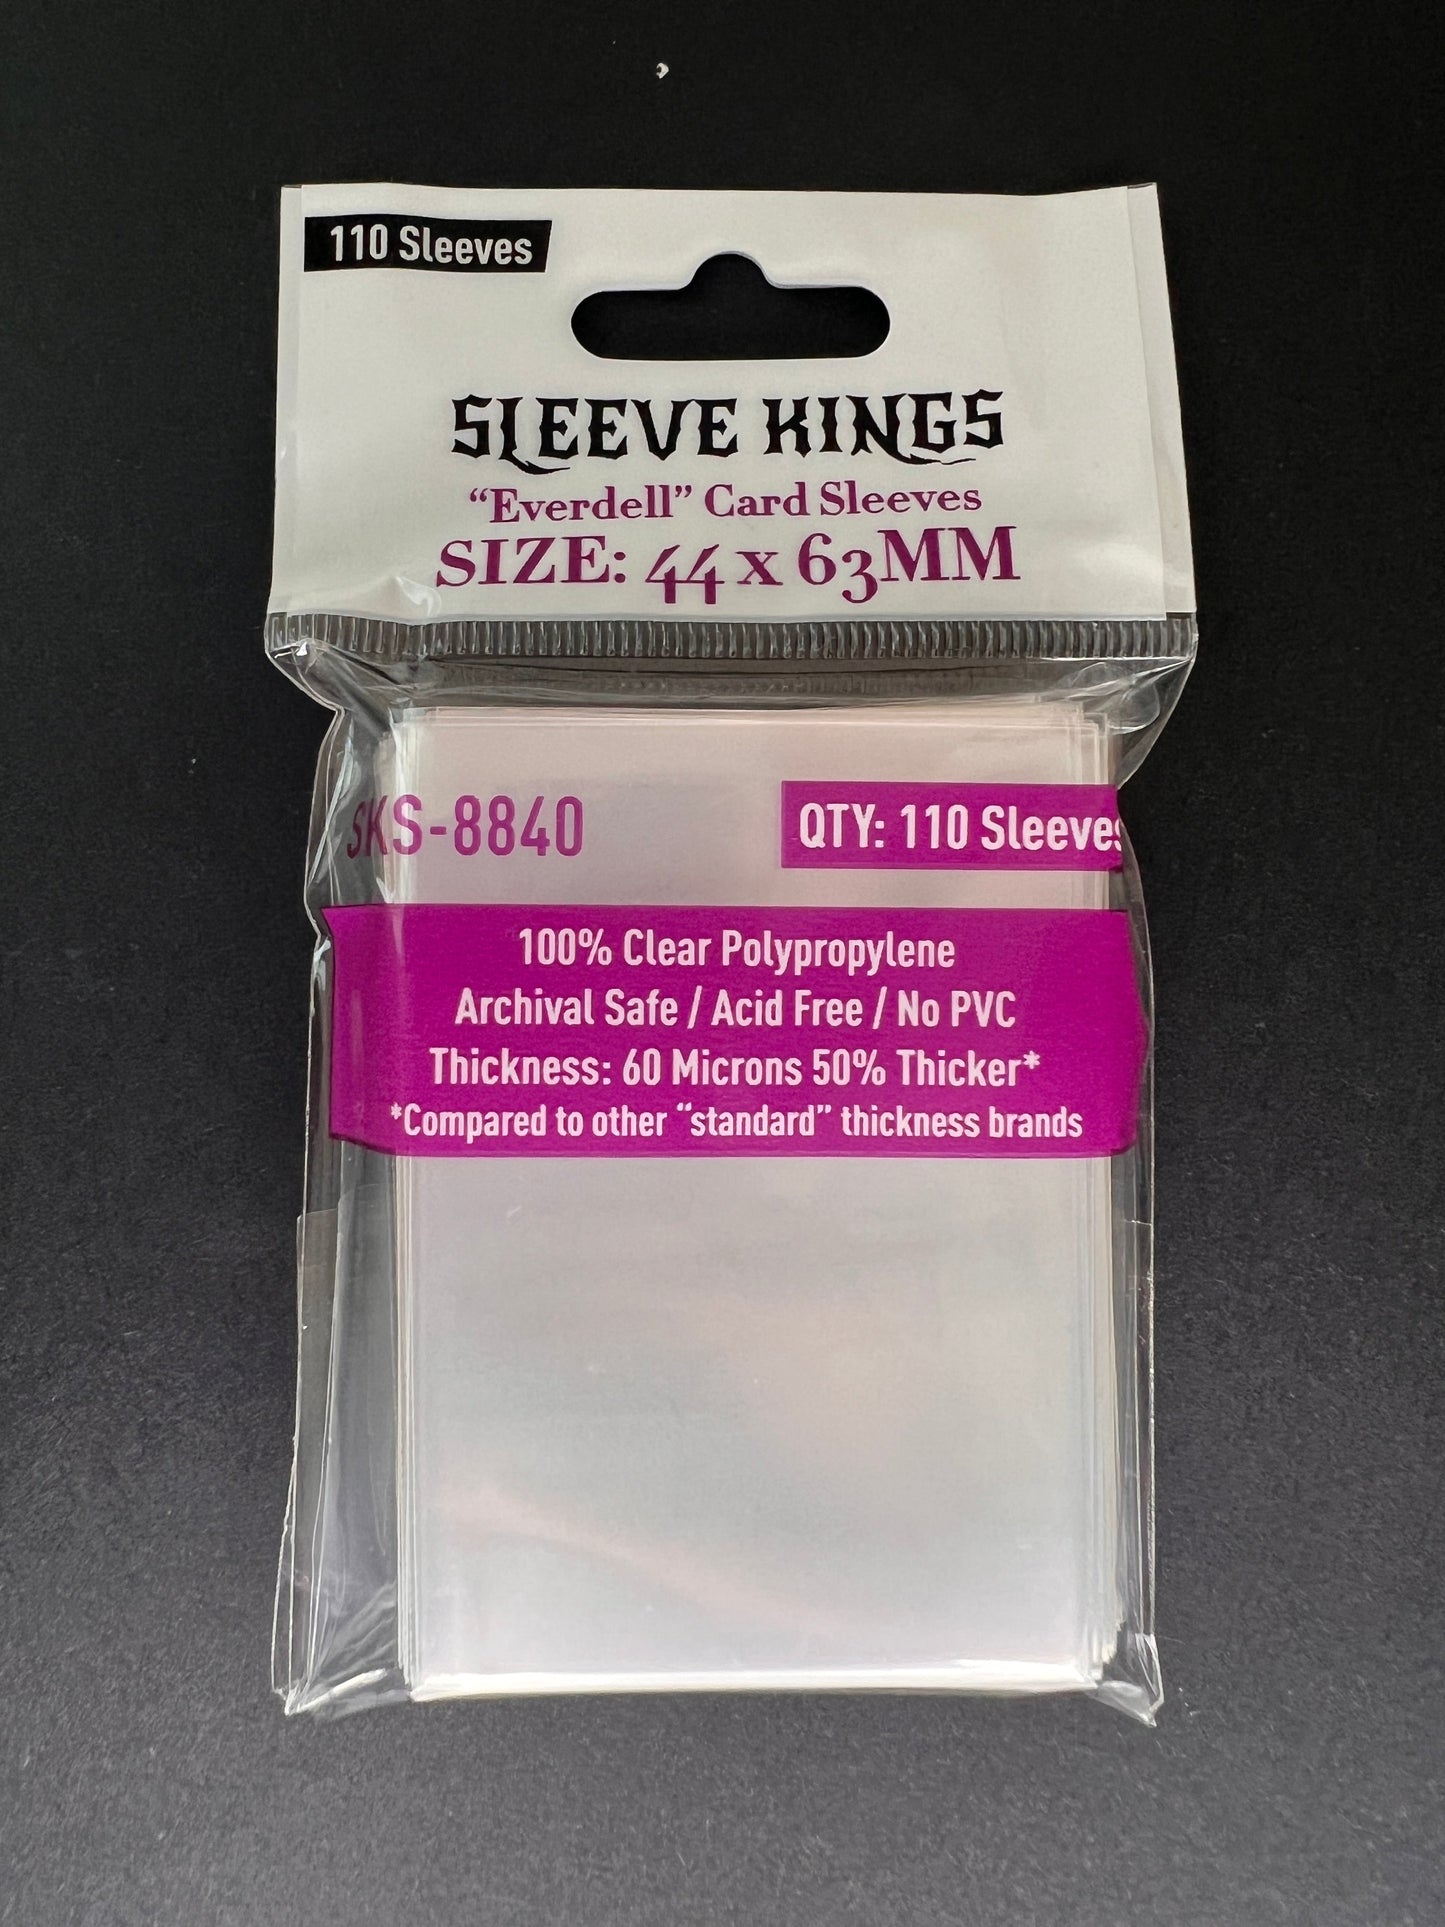 110 Sleeves
SLEEVE KINGS
“Everdell” Card Sleeves
SIZE: 44 x 63MM
SKS-8840
QTY: 110 Sleeves
100% Clear Polypropylene
Archival Safe / Acid Free / No PVC
Thickness: 60 Microns 50% Thicker*
*Compared to other “standard” thickness brands